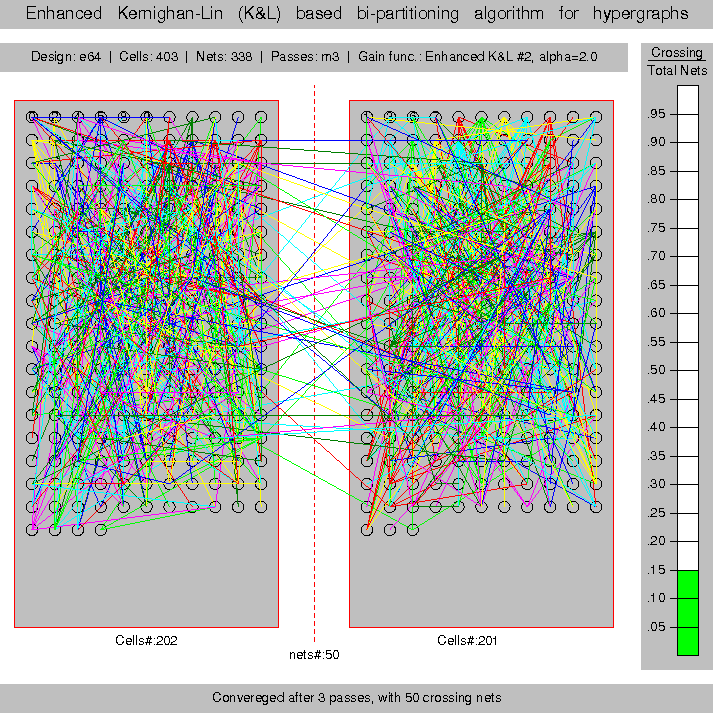 Enhanced Kernighan-Lin (K&L) based bi-partitioning algorithm for hypergraphs
Design: e64 | Cells: 403 | Nets: 338 | Passes: m3 | Gain func.: Enhanced K&L #2, alpha=2.0
Crossing
Total Nets
.95
.90
.85
.80
.75
.70
.65
.60
.55
.50
.45
.40
.35
.30
.25
.20
.15
.10
.05
Cells#:202
Cells#:201
nets#:50
Convereged after 3 passes, with 50 crossing nets